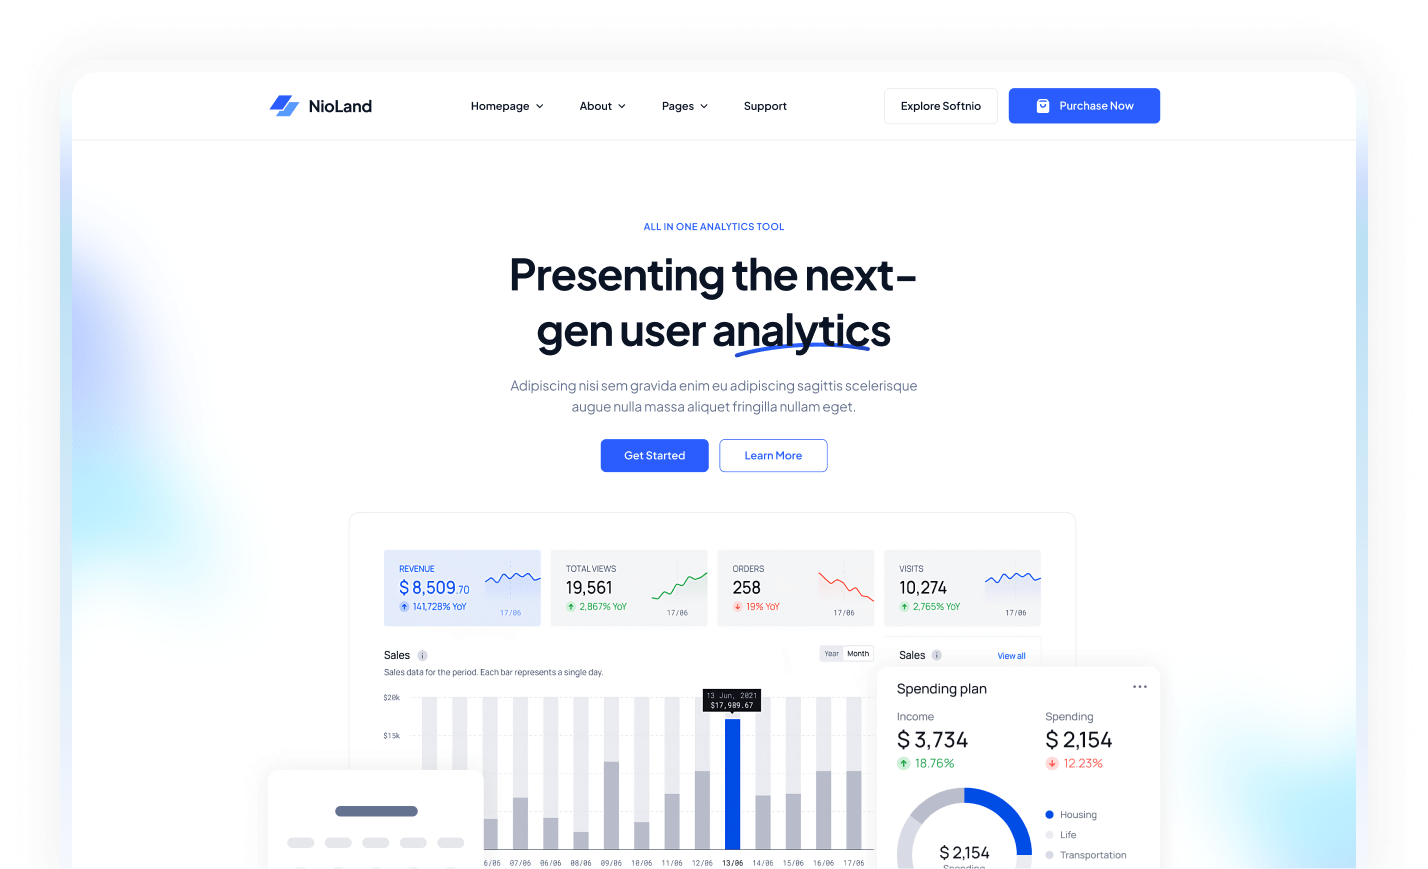 NioLand
Homepage
About
Pages
Support
Explore Softnio
Purchase Now
ALL IN ONE ANALYTICS TOOL
Presenting the next-
gen user analytics
Adipiscing nisi sem gravida enim eu adipiscing sagittis scelerisque
augue nulla massa aliquet fringilla nullam eget.
Get Started
Learn More
REVENUE
$ 8,509.70
141,728% YoY
17/06
TOTAL VIEWS
19,561
2,867% YoY
17/06
ORDERS
258
19% YoY
17/06
VISITS
10,274
2,765% YoY
17/06
Sales
Sales data for the period. Each bar represents a single day.
Year Month
$20k
$15k
13 Jun, 2021
$17,989.67
6/06 07/06 06/06 08/06 09/06 10/06 11/06 12/06 13/06 14/06 15/06 16/06 17/06
Sales
View all
Spending plan
Income
$ 3,734
18.76%
Spending
$ 2,154
12.23%
$ 2,154
Spending
Housing
Life
Transportation